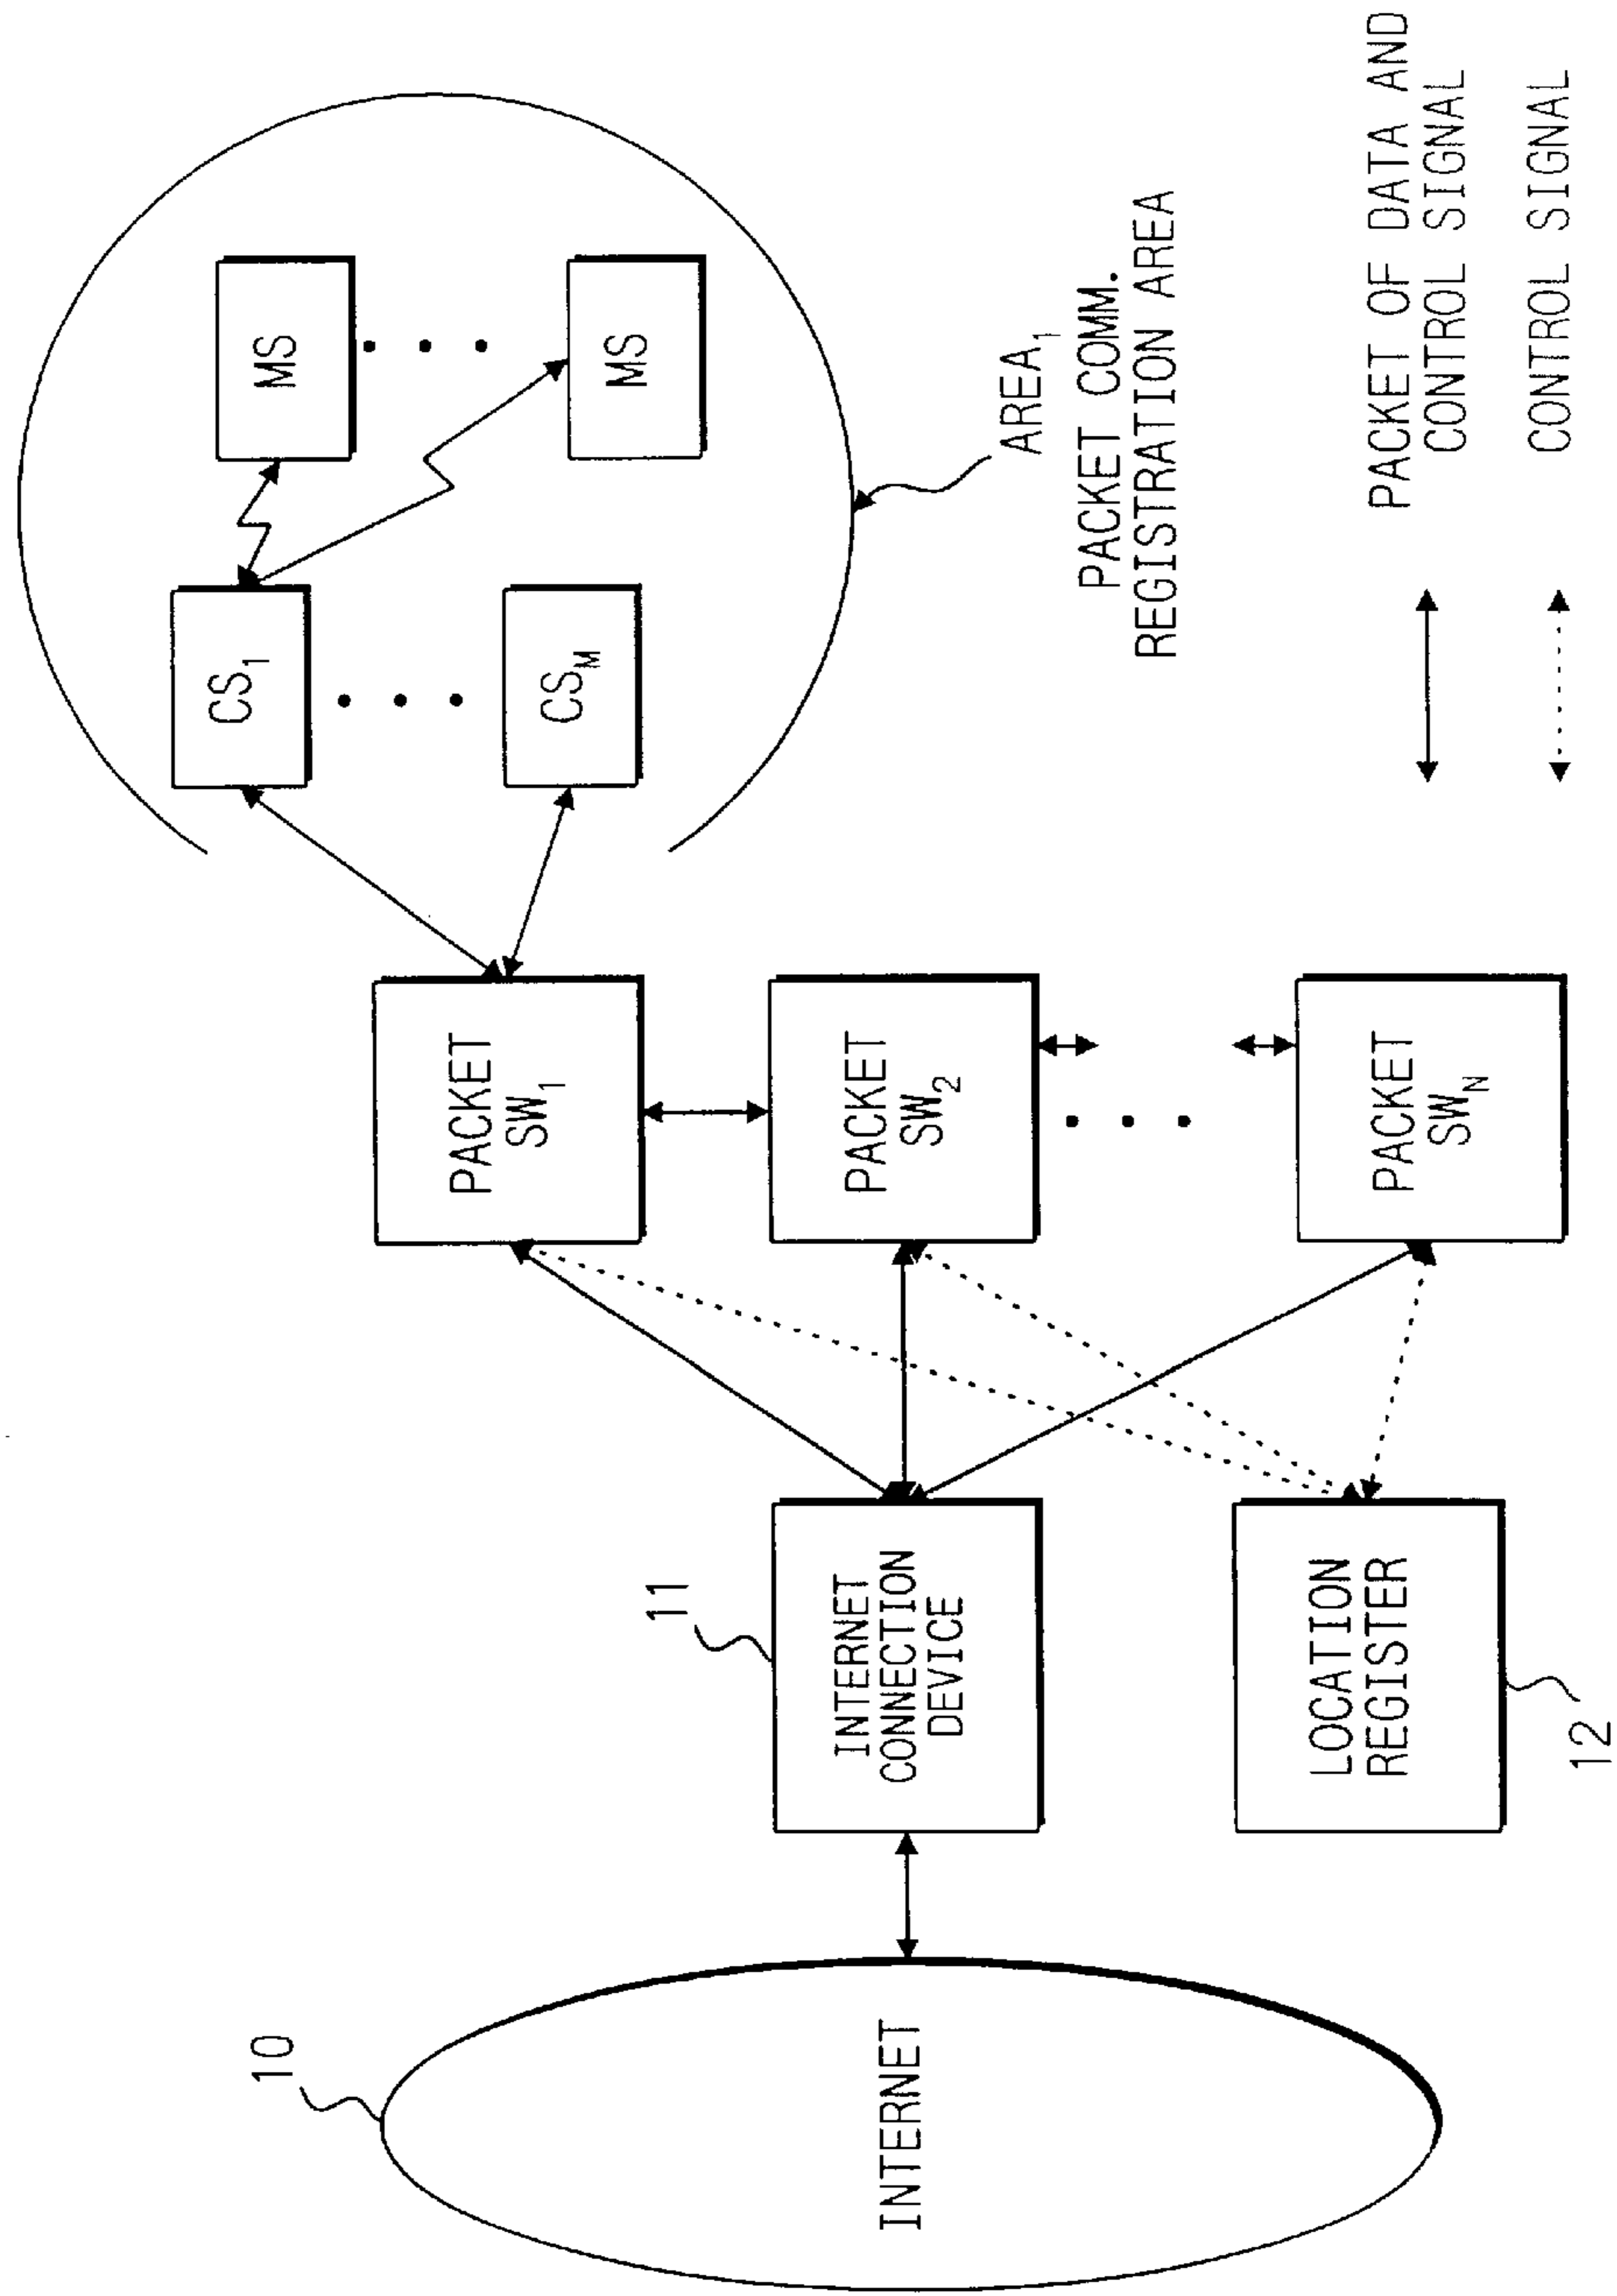 10
INTERNET
11
INTERNET
CONNECTION
DEVICE
LOCATION
REGISTER
12
PACKET
SW1
PACKET
SW2
PACKET
SWN
CS1
CSM
MS
MS
AREA1
PACKET COMM.
REGISTRATION AREA
PACKET OF DATA AND
CONTROL SIGNAL
CONTROL SIGNAL